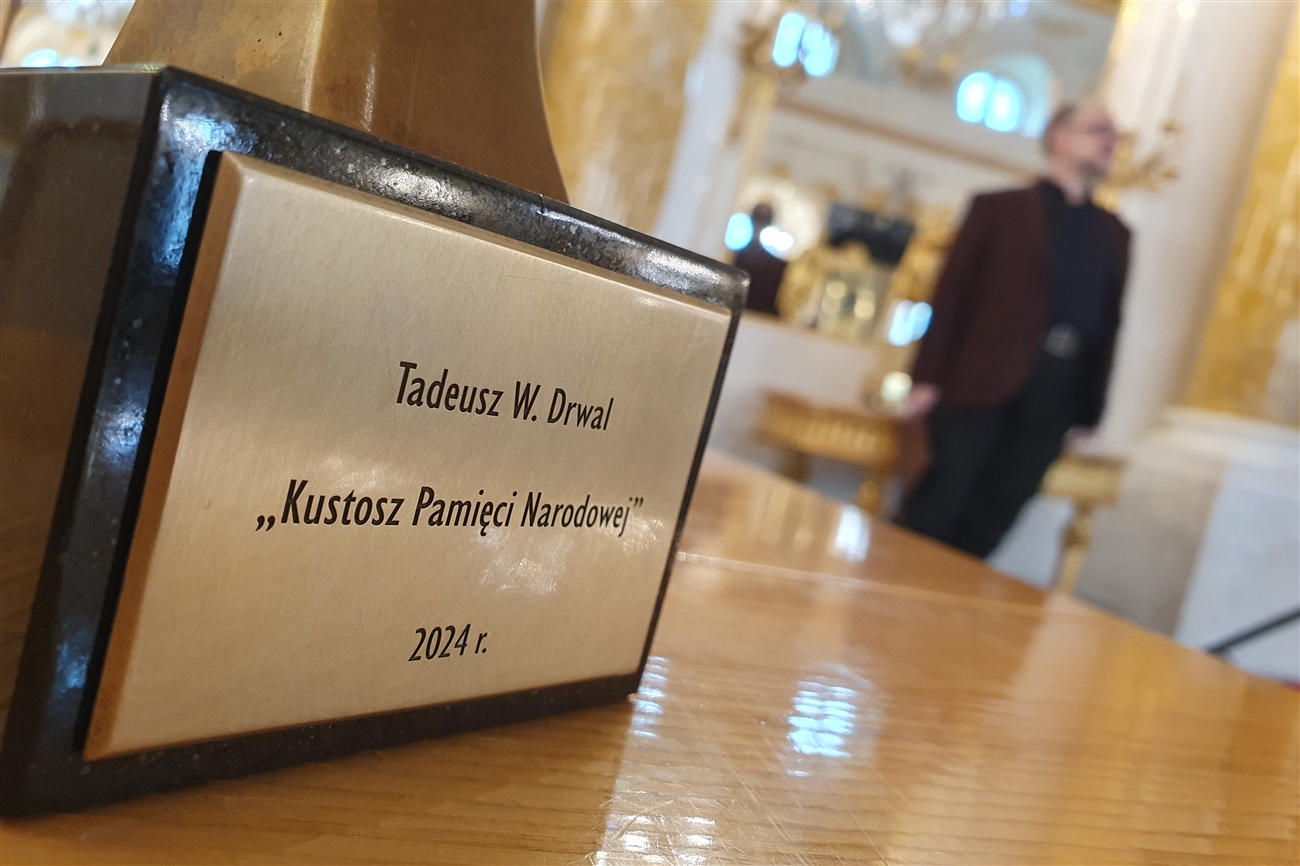 Tadeusz W. Drwal
„Kustosz Pamięci Narodowej”
2024 r.